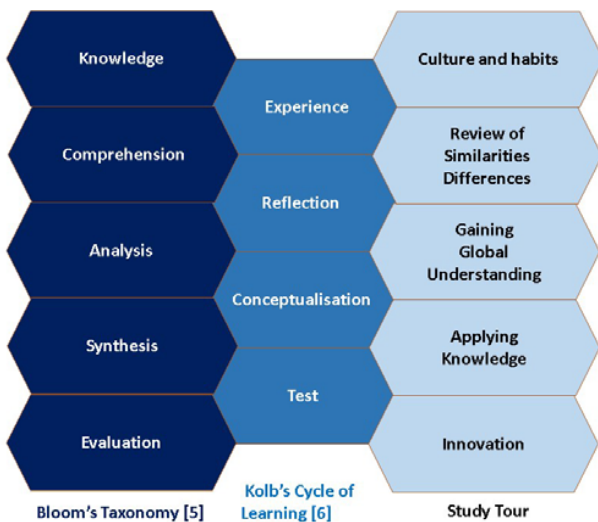 Knowledge
Comprehension
Analysis
Synthesis
Evaluation
Bloom's Taxonomy [5]
Experience
Reflection
Conceptualisation
Test
Kolb's Cycle of
Learning [6]
Culture and habits
Review of
Similarities
Differences
Gaining
Global
Understanding
Applying
Knowledge
Innovation
Study Tour